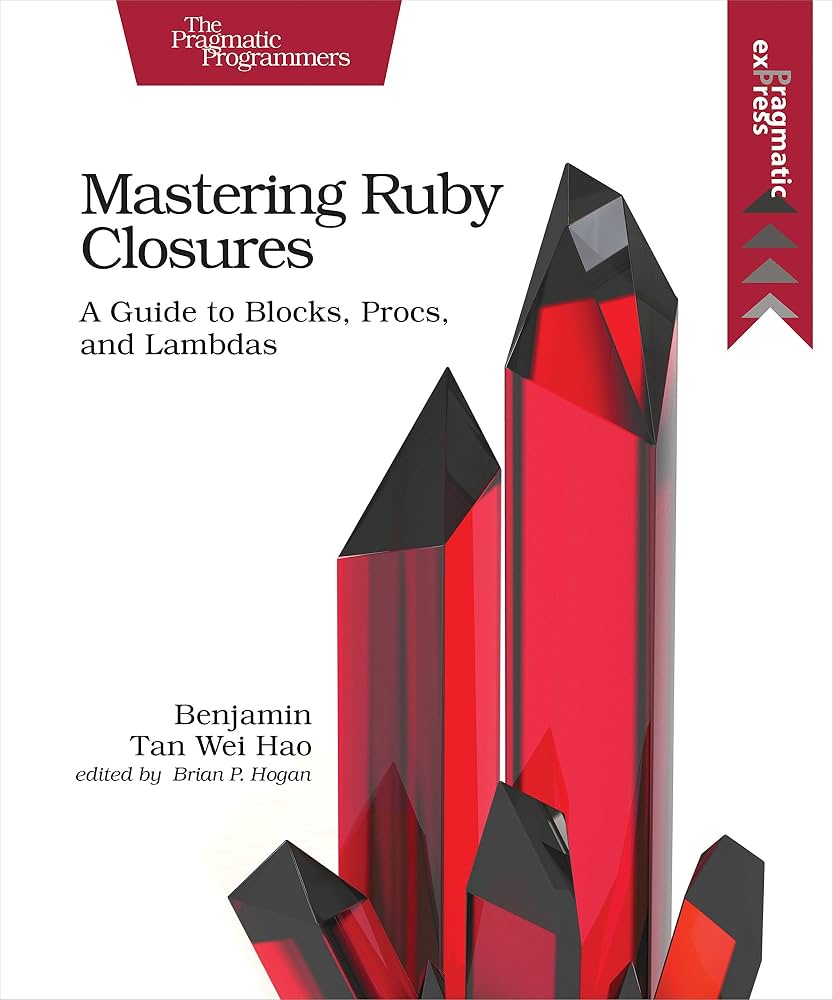 The
Pragmatic
Programmers
Pragmatic
exPress
Mastering Ruby
Closures
A Guide to Blocks, Procs,
and Lambdas
Benjamin
Tan Wei Hao
edited by Brian P. Hogan